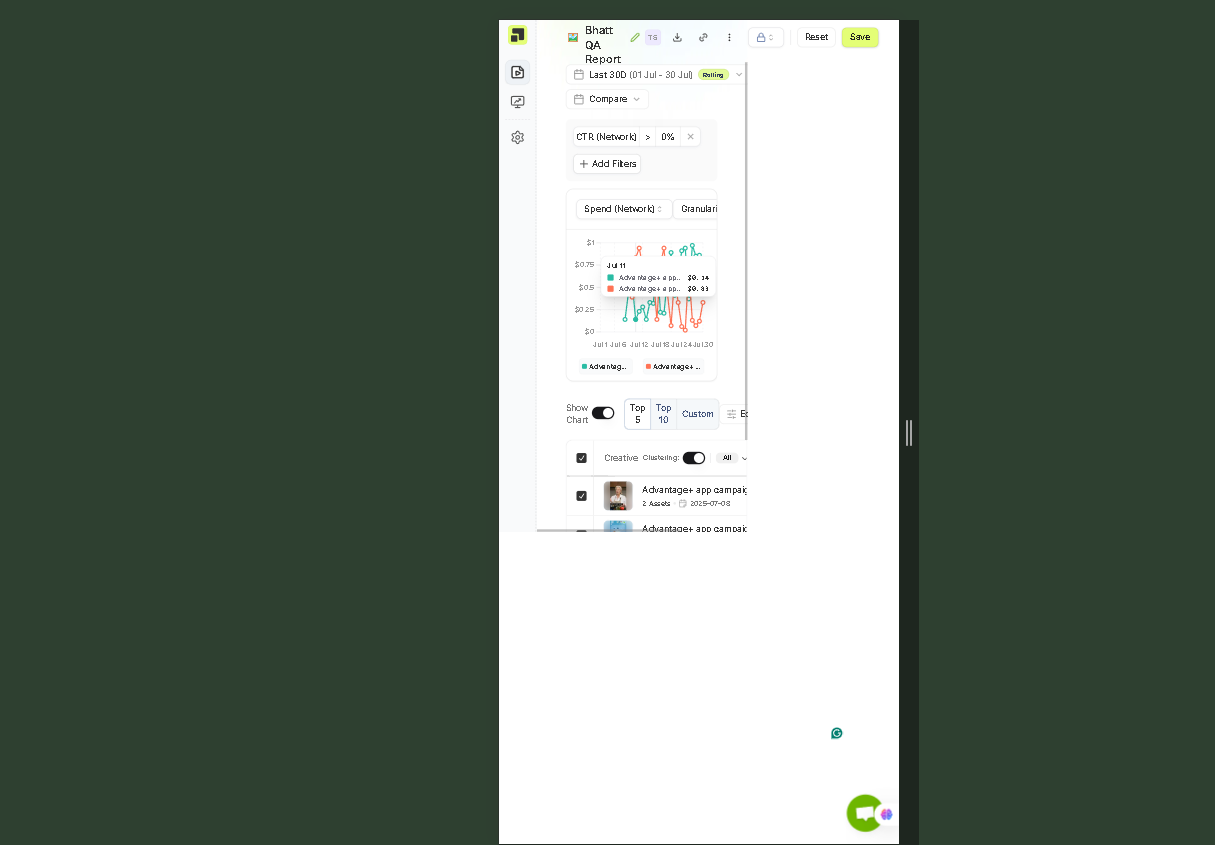 Bhatt
QA
Report
TS
Reset
Save
Last 30D (01 Jul - 30 Jul) Rolling
Compare
CTR (Network) > 0%
Add Filters
Spend (Network)
Granulari
$1
$0.75
$0.5
$0.25
$0
Jul 11
Advantage+ app... $0.14
Advantage+ app... $0.93
Jul 1 Jul 6 Jul 12 Jul 18 Jul 24 Jul 30
Advantag... Advantage+ ...
Show
Chart
Top
5
Top
10
Custom
Ec
Creative Clustering: All
Advantage+ app campaig
2 Assets 2025-07-08
Advantage+ app campaig